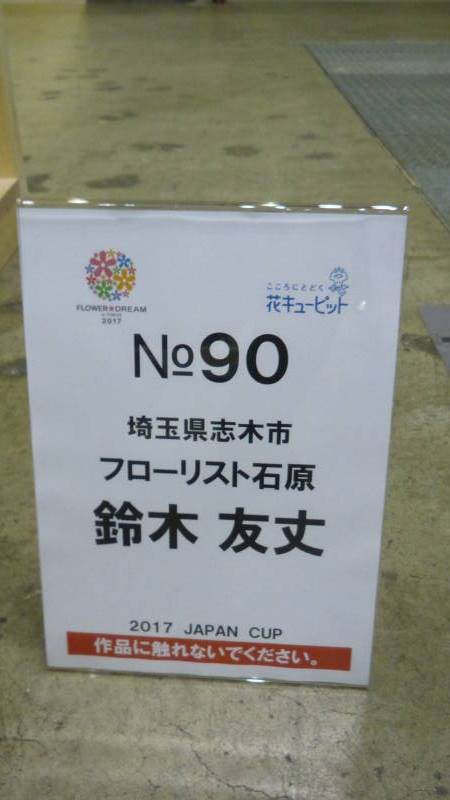 FLOWER★DREAM
in TOKYO
2017
こころにとどく
花キューピット
№90
埼玉県志木市
フローリスト石原
鈴木 友丈
2017 JAPAN CUP
作品に触れないでください。